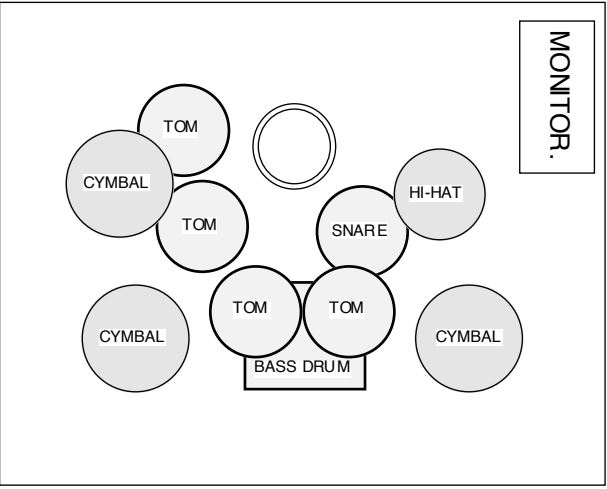 MONITOR.
TOM
CYMBAL
HI-HAT
TOM
SNARE
TOM
TOM
CYMBAL
CYMBAL
BASS DRUM